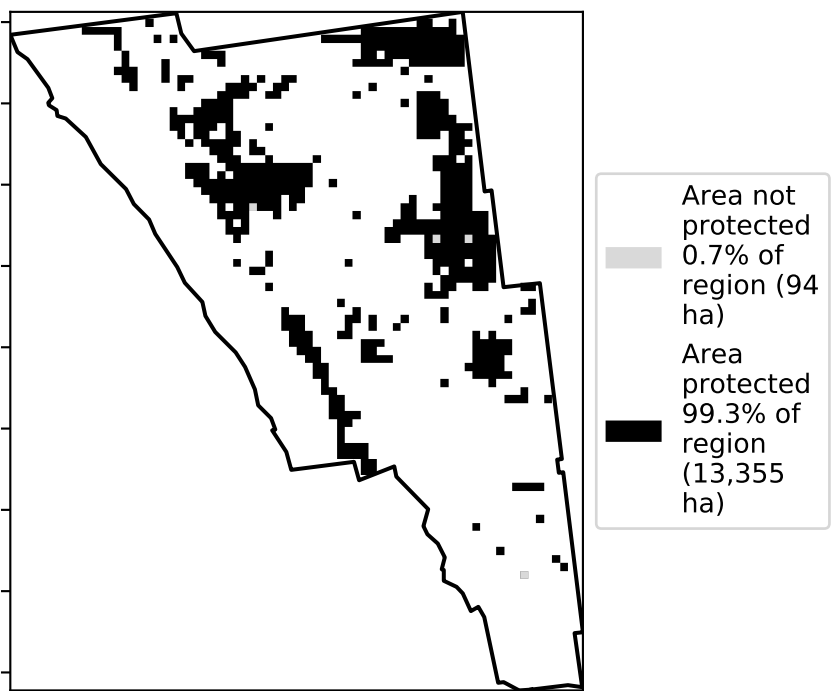 Area not
protected
0.7% of
region (94
ha)
Area
protected
99.3% of
region
(13,355
ha)